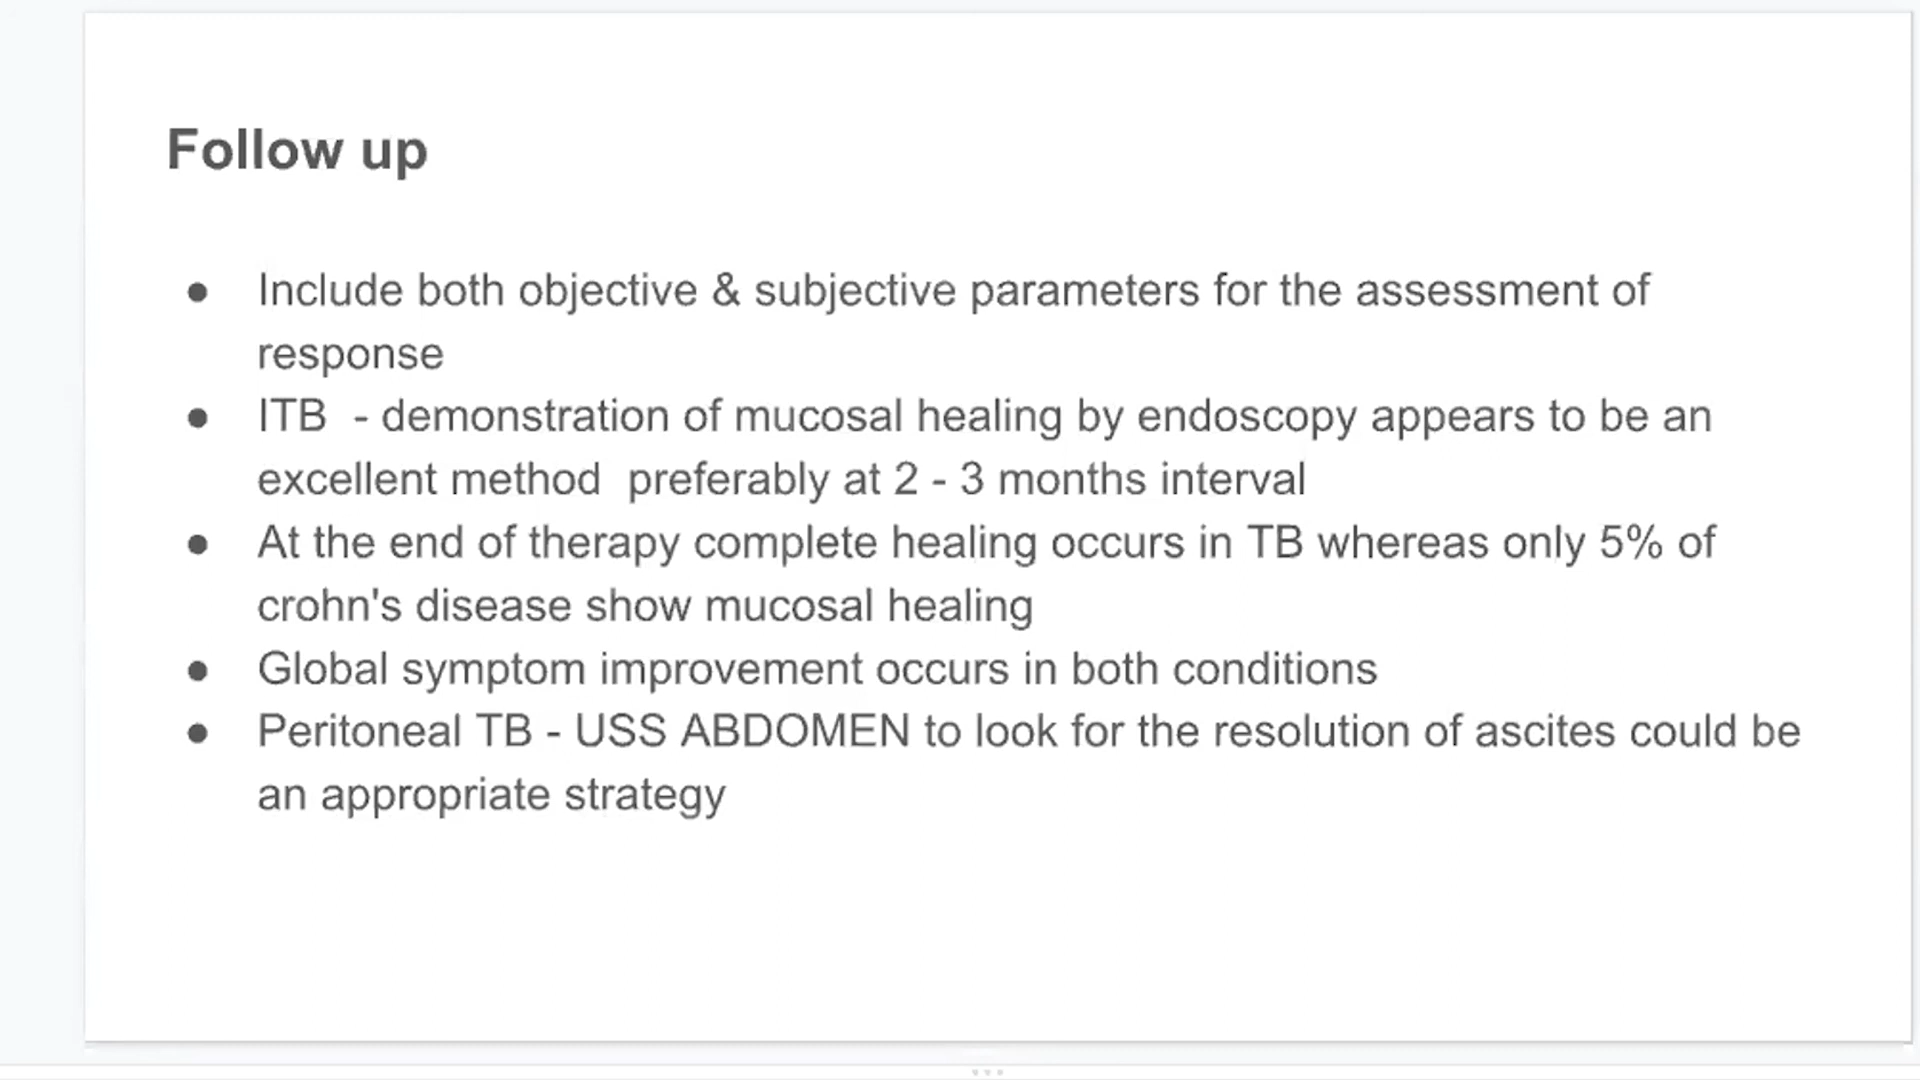 Follow up
● Include both objective & subjective parameters for the assessment of
response
● ITB  - demonstration of mucosal healing by endoscopy appears to be an
excellent method  preferably at 2 - 3 months interval
● At the end of therapy complete healing occurs in TB whereas only 5% of
crohn's disease show mucosal healing
● Global symptom improvement occurs in both conditions
● Peritoneal TB - USS ABDOMEN to look for the resolution of ascites could be
an appropriate strategy